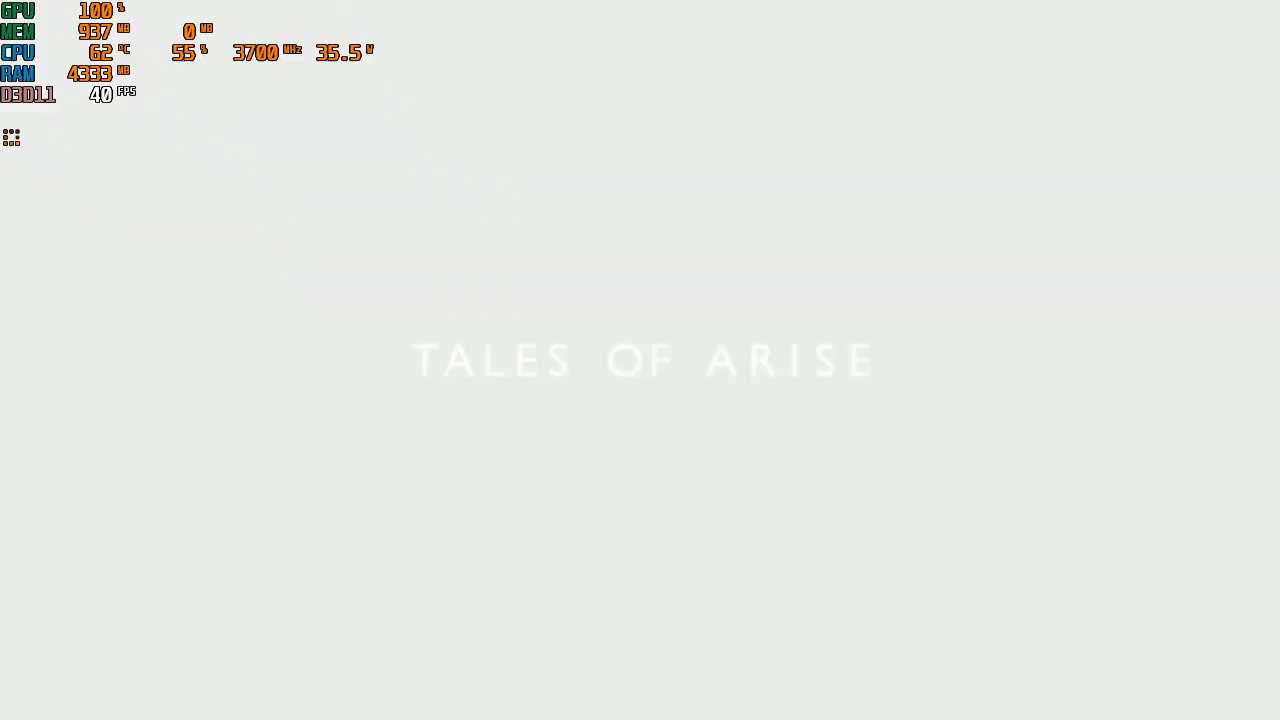 GPU 100 %
MEM 937 MB 0 MB
CPU 62 °C 55 % 3700 MHz 35.5 W
RAM 4333 MB
D3D11 40 FPS
TALES OF ARISE